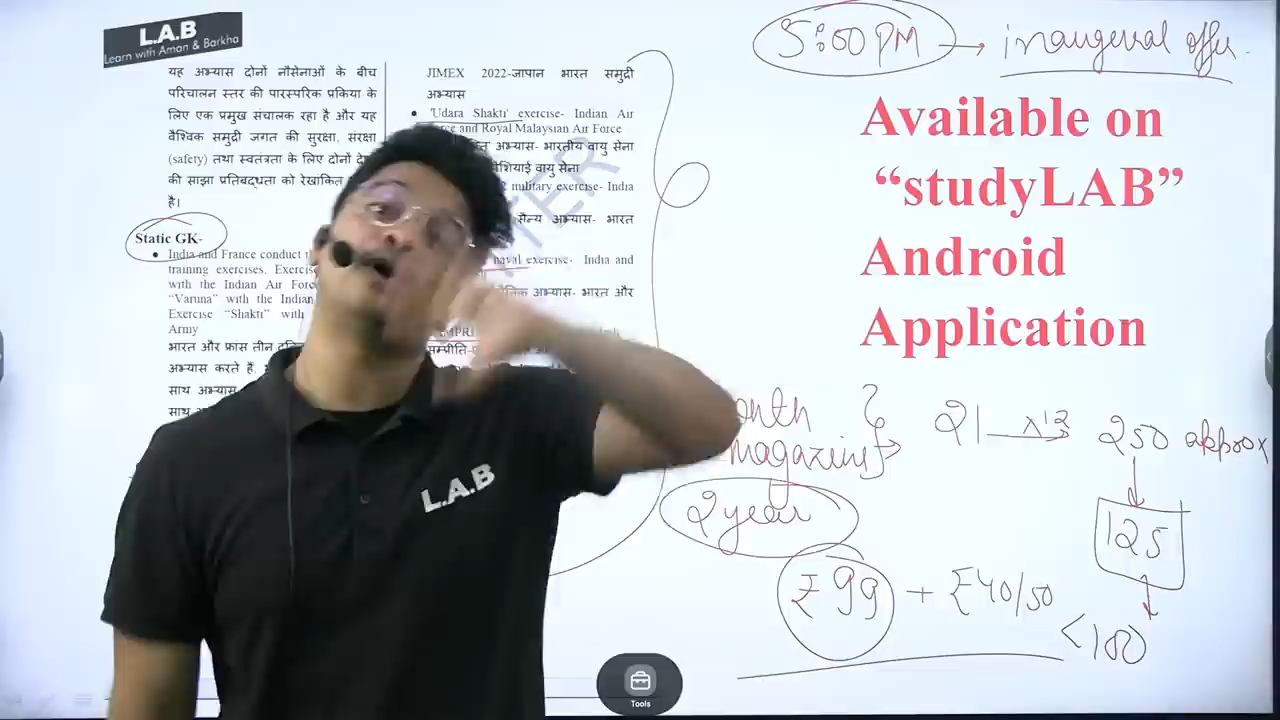 L.A.B
Learn with Aman & Barkha
यह अभ्यास दोनों नौसेनाओं के बीच
परिचालन स्तर की पारस्परिक प्रकिया के
लिए एक प्रमुख संचालक रहा है और यह
वैश्विक समुद्री जगत की सुरक्षा, संरक्षा
(safety) तथा स्वतंत्रता के लिए दोनों
की साझा प्रतिबद्धता को रेखांकित
है।
Static GK-
India and France conduct
training exercises. Exercise
with the Indian Air Force
"Varuna" with the Indian
Exercise "Shakti" with
Army
भारत और फ्रांस तीन
अभ्यास करते हैं,
साथ अभ्यास
साथ
JIMEX 2022-जापान भारत समुद्री
अभ्यास
'Udara Shakti' exercise- Indian Air
and Royal Malaysian Air Force
अभ्यास- भारतीय वायु सेना
वायु सेना
military exercise- India
सैन्य अभ्यास- भारत
naval exercise- India and
अभ्यास- भारत और
5:00 PM → inaugural offer.
Available on
“studyLAB”
Android
Application
magazine
21 x12 250 approx
2 year
125
₹99 + ₹40/50
<100
L.A.B
Tools